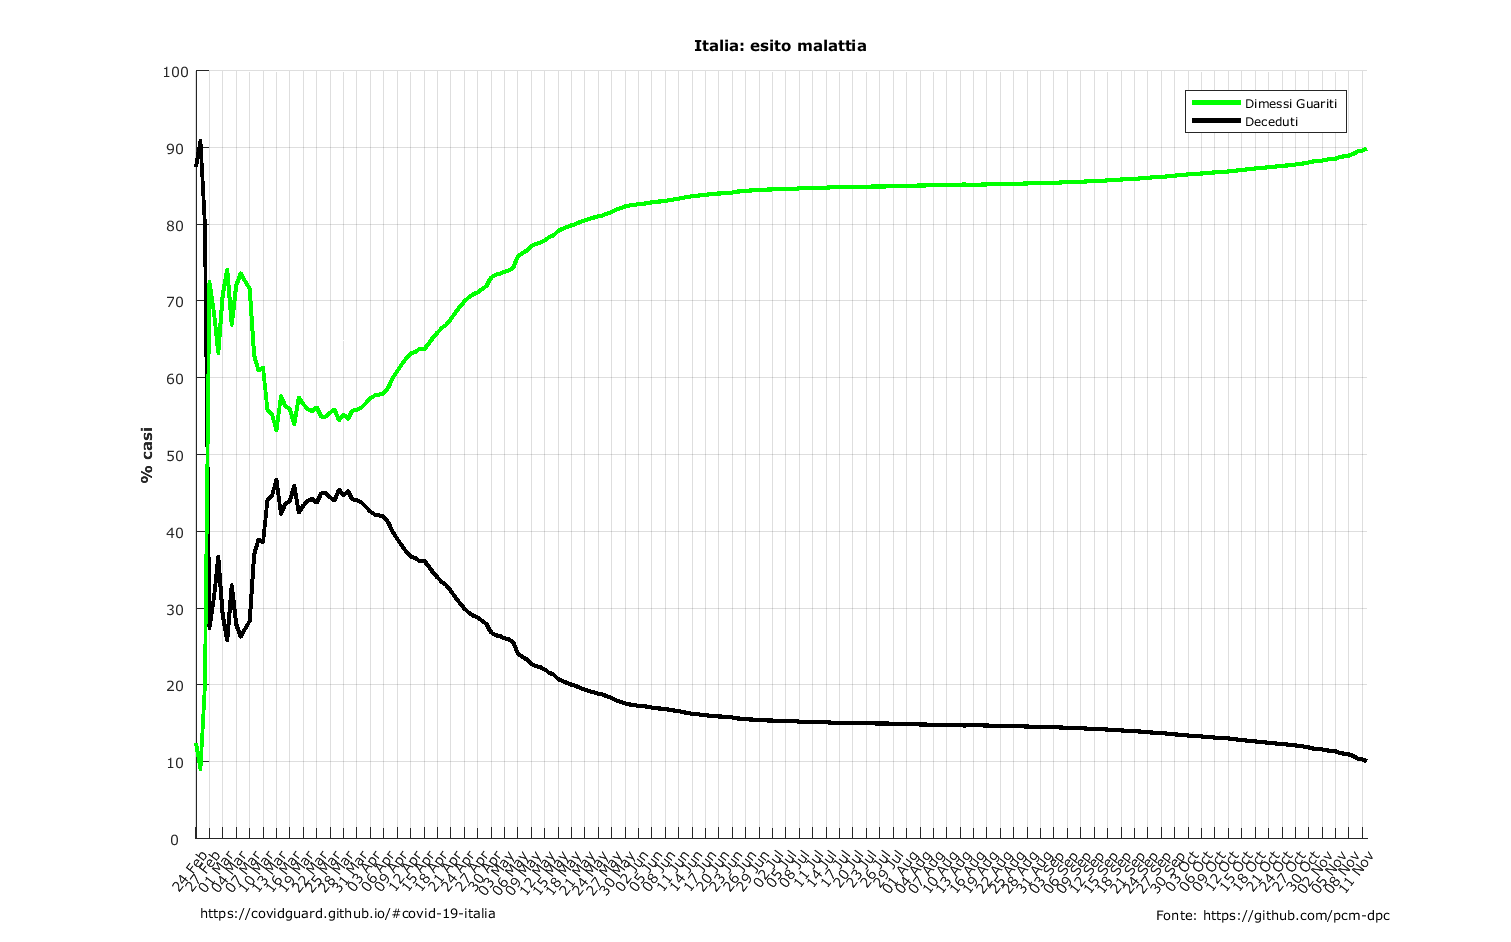 Italia: esito malattia
100
90
80
70
60
50
40
30
20
10
0
% casi
Dimessi Guariti
Deceduti
24 Feb
27 Feb
01 Mar
04 Mar
07 Mar
10 Mar
13 Mar
16 Mar
19 Mar
22 Mar
25 Mar
28 Mar
31 Mar
03 Apr
06 Apr
09 Apr
12 Apr
15 Apr
18 Apr
21 Apr
24 Apr
27 Apr
30 Apr
03 May
06 May
09 May
12 May
15 May
18 May
21 May
24 May
27 May
30 May
02 Jun
05 Jun
08 Jun
11 Jun
14 Jun
17 Jun
20 Jun
23 Jun
26 Jun
29 Jun
02 Jul
05 Jul
08 Jul
11 Jul
14 Jul
17 Jul
20 Jul
23 Jul
26 Jul
29 Jul
01 Aug
04 Aug
07 Aug
10 Aug
13 Aug
16 Aug
19 Aug
22 Aug
25 Aug
28 Aug
31 Aug
03 Sep
06 Sep
09 Sep
12 Sep
15 Sep
18 Sep
21 Sep
24 Sep
27 Sep
30 Sep
03 Oct
06 Oct
09 Oct
12 Oct
15 Oct
18 Oct
21 Oct
24 Oct
27 Oct
30 Oct
02 Nov
05 Nov
08 Nov
11 Nov
https://covidguard.github.io/#covid-19-italia
Fonte: https://github.com/pcm-dpc